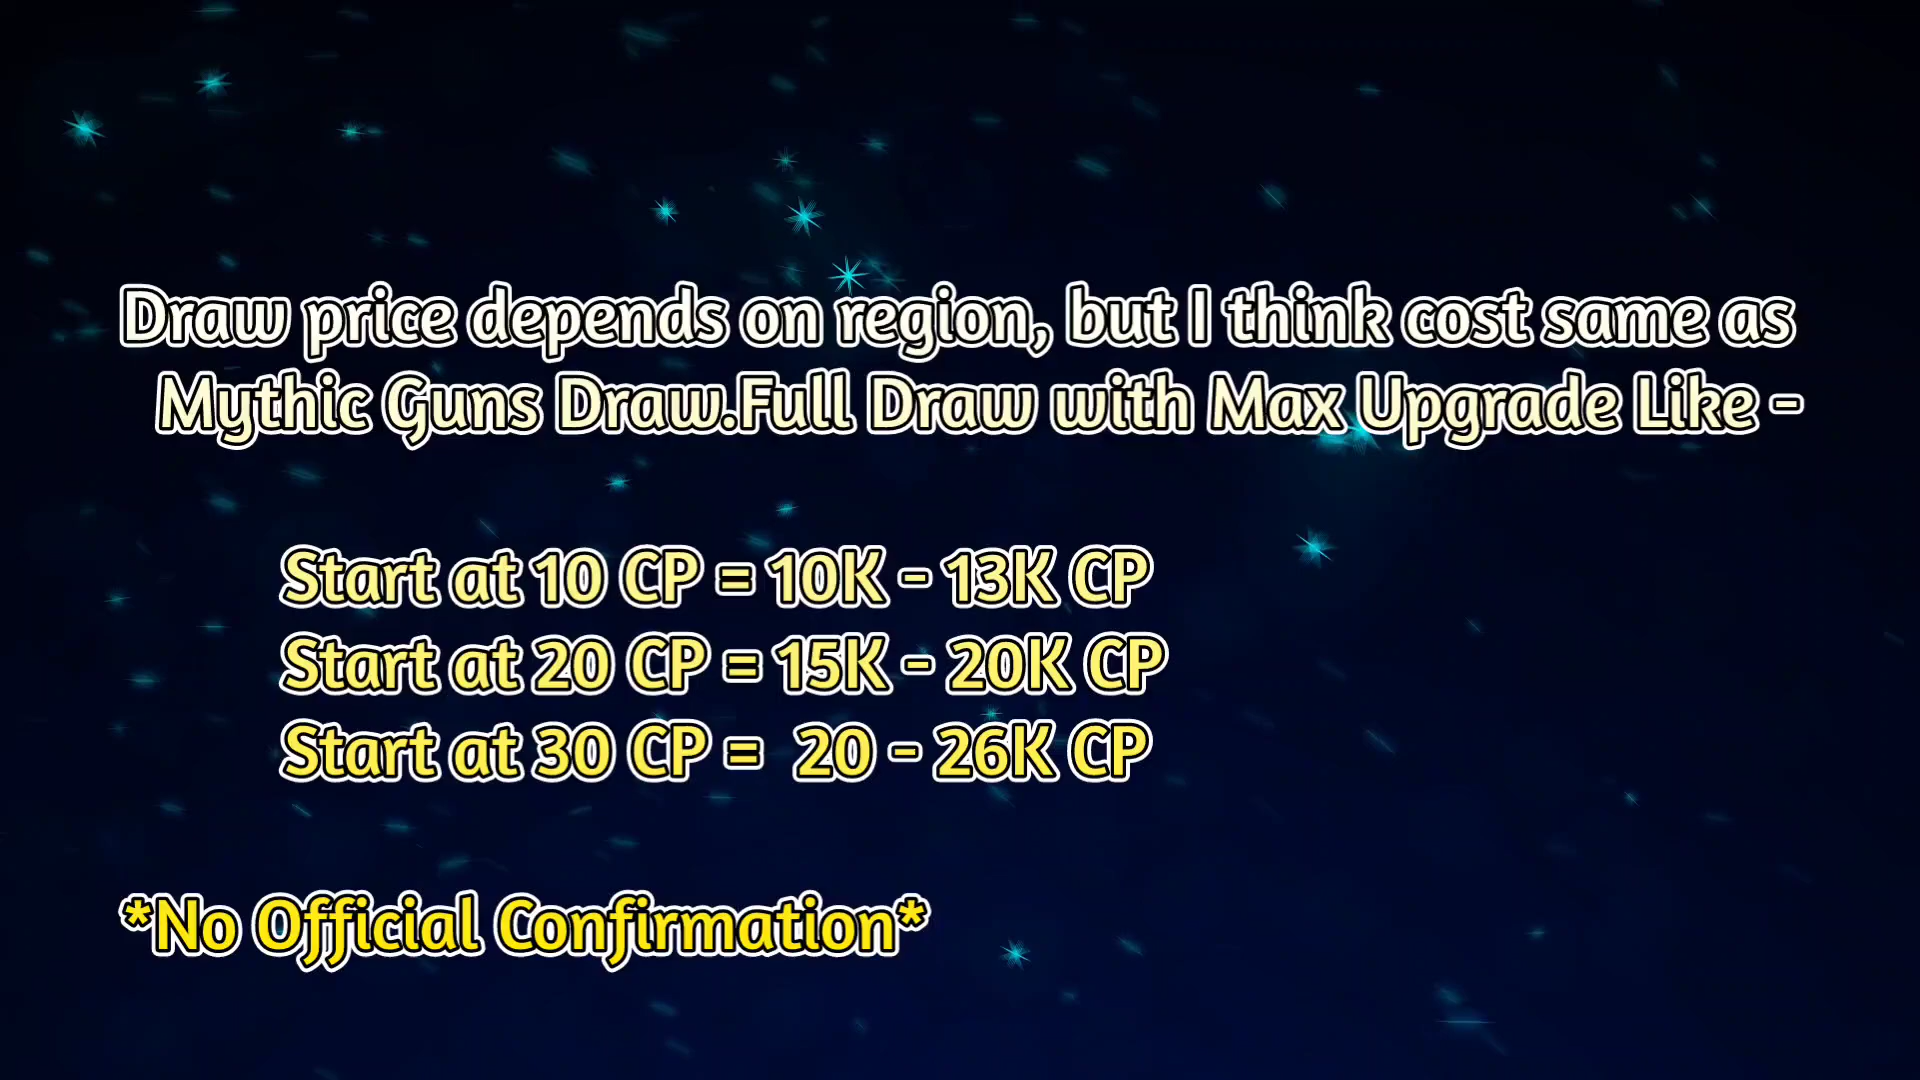 Draw price depends on region, but I think cost same as
Mythic Guns Draw.Full Draw with Max Upgrade Like -
Start at 10 CP = 10K - 13K CP
Start at 20 CP = 15K - 20K CP
Start at 30 CP = 20 - 26K CP
*No Official Confirmation*